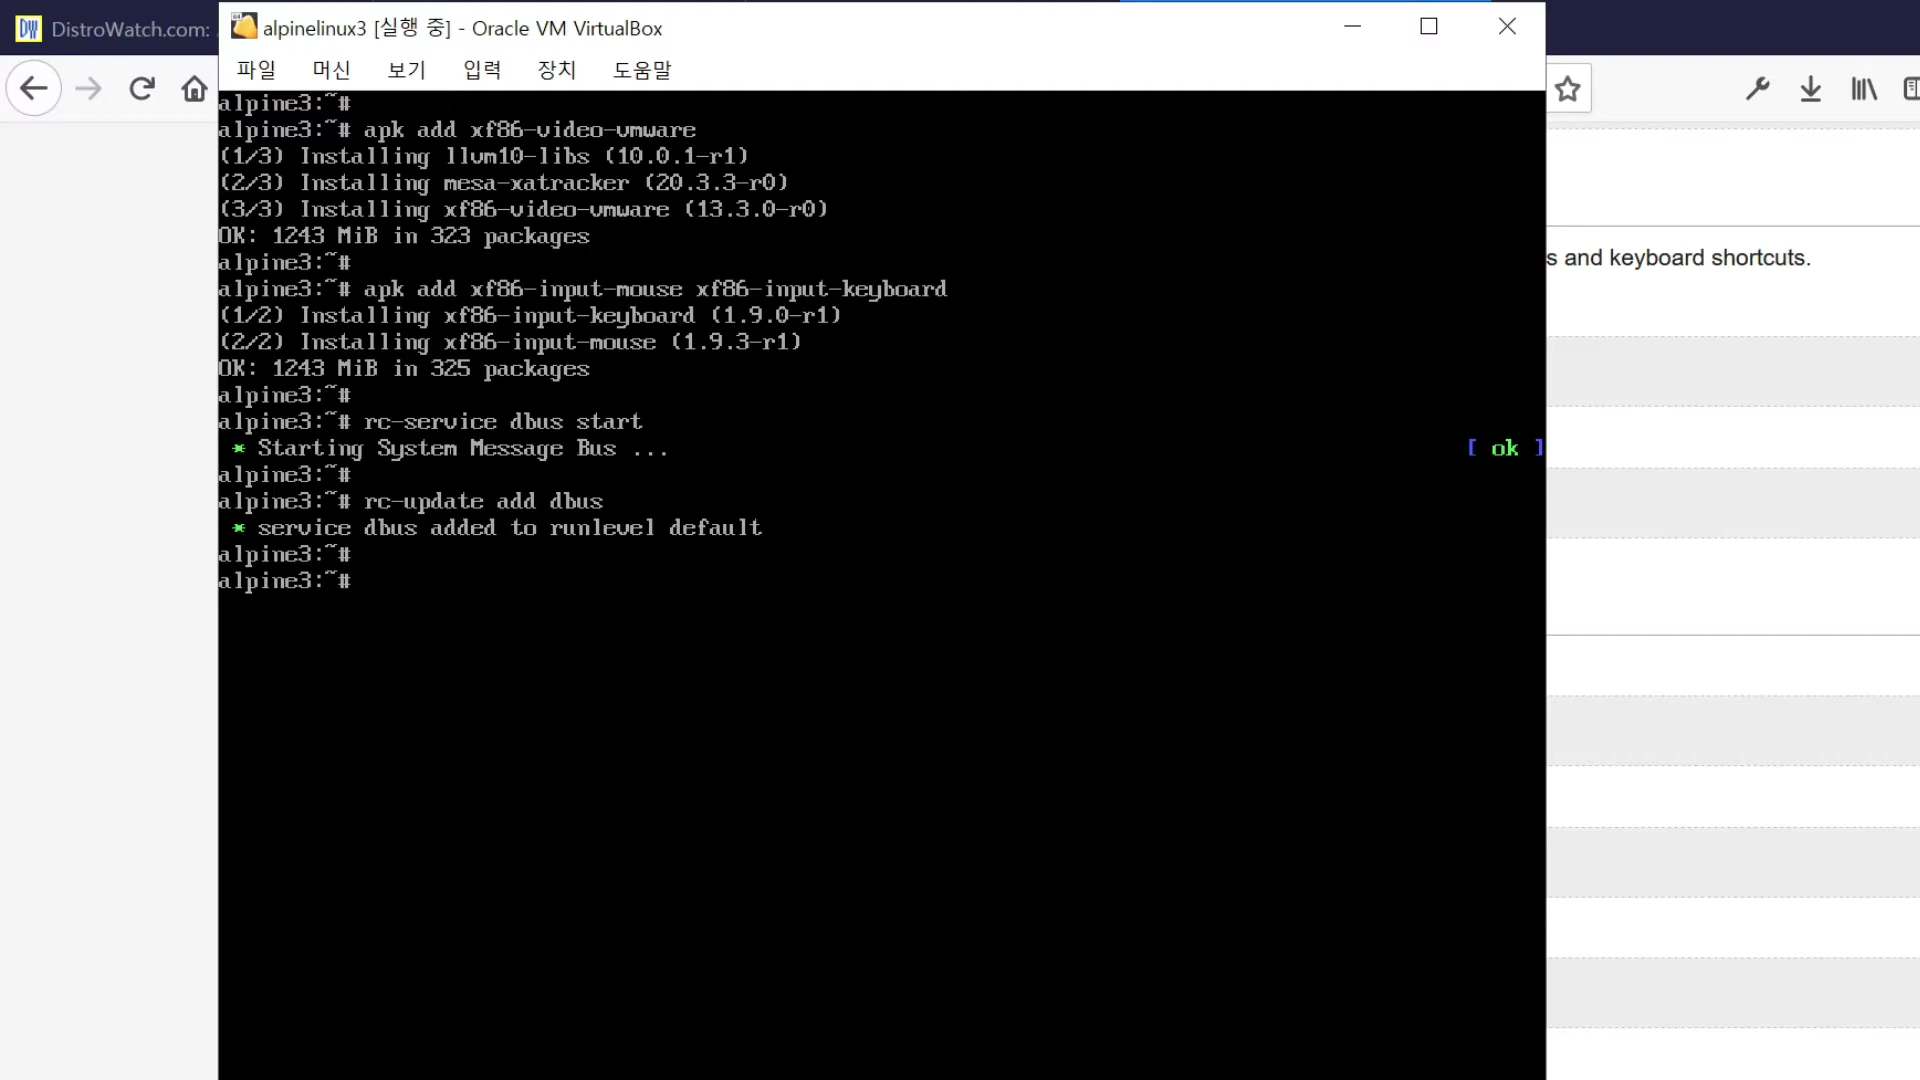 DistroWatch.com:
alpinelinux3 [실행 중] - Oracle VM VirtualBox
파일 머신 보기 입력 장치 도움말
alpine3:~#
alpine3:~# apk add xf86-video-vmware
(1/3) Installing llvm10-libs (10.0.1-r1)
(2/3) Installing mesa-xatracker (20.3.3-r0)
(3/3) Installing xf86-video-vmware (13.3.0-r0)
OK: 1243 MiB in 323 packages
alpine3:~#
alpine3:~# apk add xf86-input-mouse xf86-input-keyboard
(1/2) Installing xf86-input-keyboard (1.9.0-r1)
(2/2) Installing xf86-input-mouse (1.9.3-r1)
OK: 1243 MiB in 325 packages
alpine3:~#
alpine3:~# rc-service dbus start
* Starting System Message Bus ... [ ok ]
alpine3:~#
alpine3:~# rc-update add dbus
* service dbus added to runlevel default
alpine3:~#
alpine3:~#
s and keyboard shortcuts.